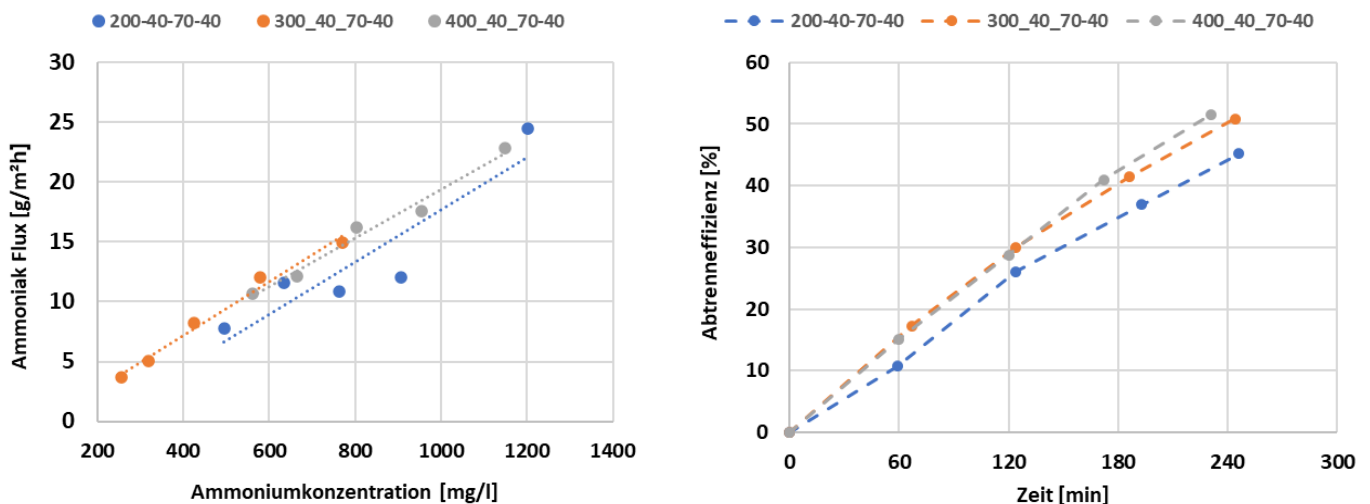 200-40-70-40 300_40_70-40 400_40_70-40
30
25
20
15
10
5
0
Ammoniak Flux [g/m²h]
200 400 600 800 1000 1200 1400
Ammoniumkonzentration [mg/l]
200-40-70-40 300_40_70-40 400_40_70-40
60
50
40
30
20
10
0
Abtrenneffizienz [%]
0 60 120 180 240 300
Zeit [min]